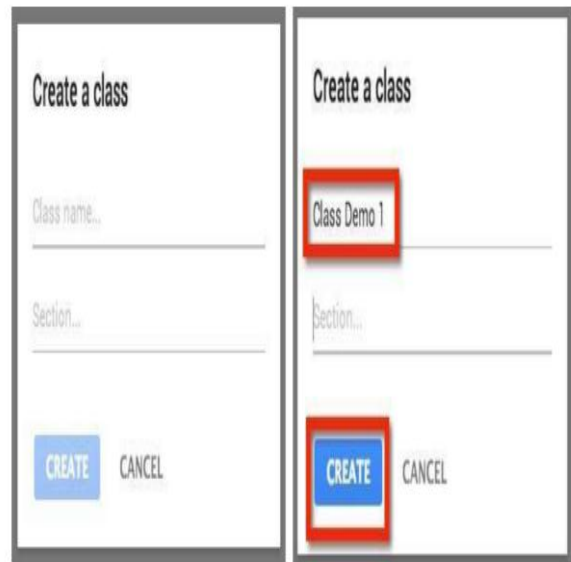 Create a class
Class name...
Section...
CREATE CANCEL
Create a class
Class Demo 1
Section...
CREATE CANCEL